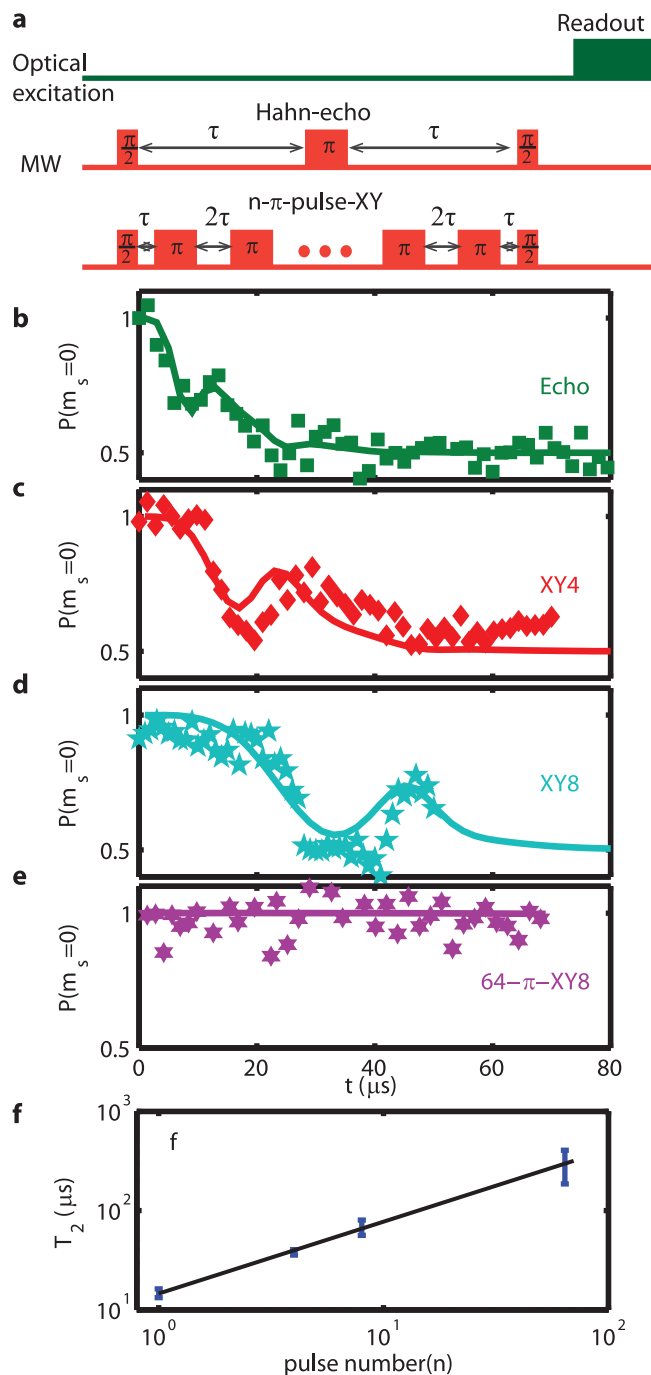 a
Readout
Optical
excitation
Hahn-echo
π/2 τ π τ π/2
MW
n-π-pulse-XY
τ 2τ 2τ τ
π/2 π π π π π/2
b
1
P(m_s=0)
Echo
0.5
c
1
P(m_s=0)
XY4
0.5
d
1
P(m_s=0)
XY8
0.5
e
1
P(m_s=0)
64–π–XY8
0.5
0 20 40 60 80
t (μs)
f
10^3
f
T_2 (μs)
10^2
10^1
10^0 10^1 10^2
pulse number(n)